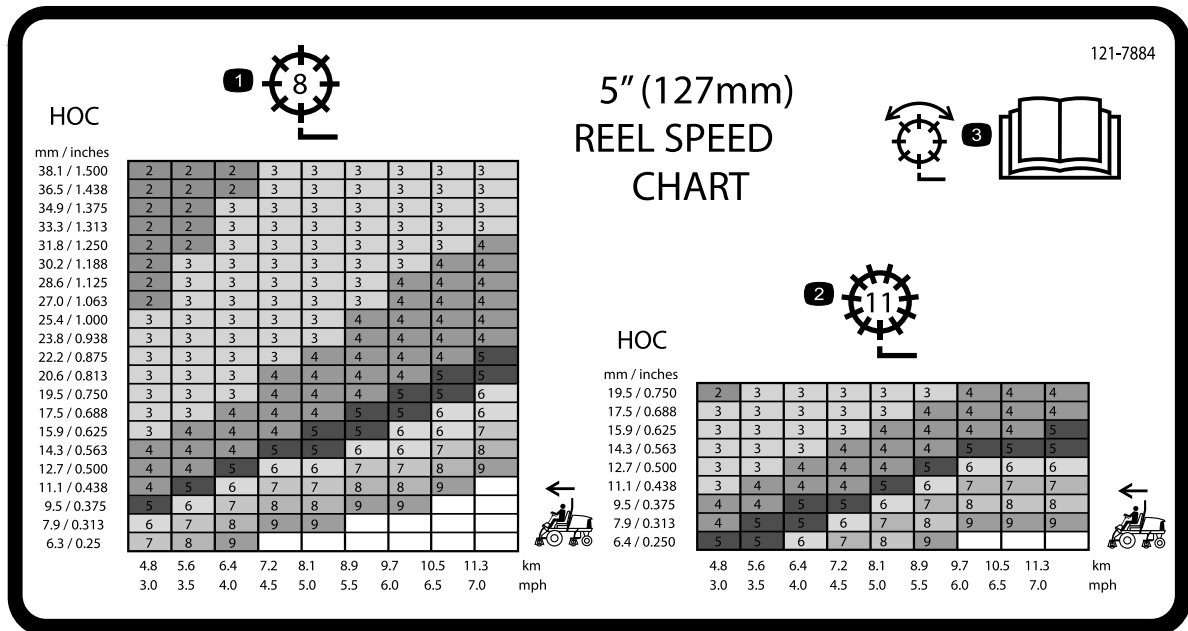 121-7884
5” (127mm)
REEL SPEED
CHART
3
1
8
HOC
mm / inches
38.1 / 1.500 2 2 2 3 3 3 3 3 3
36.5 / 1.438 2 2 2 3 3 3 3 3 3
34.9 / 1.375 2 2 3 3 3 3 3 3 3
33.3 / 1.313 2 2 3 3 3 3 3 3 3
31.8 / 1.250 2 2 3 3 3 3 3 3 4
30.2 / 1.188 2 3 3 3 3 3 3 4 4
28.6 / 1.125 2 3 3 3 3 3 4 4 4
27.0 / 1.063 2 3 3 3 3 3 4 4 4
25.4 / 1.000 3 3 3 3 3 4 4 4 4
23.8 / 0.938 3 3 3 3 3 4 4 4 4
22.2 / 0.875 3 3 3 3 4 4 4 4 5
20.6 / 0.813 3 3 3 4 4 4 4 5 5
19.5 / 0.750 3 3 3 4 4 4 5 5 6
17.5 / 0.688 3 3 4 4 4 5 5 6 6
15.9 / 0.625 3 4 4 4 5 5 6 6 7
14.3 / 0.563 4 4 4 5 5 6 6 7 8
12.7 / 0.500 4 4 5 6 6 7 7 8 9
11.1 / 0.438 4 5 6 7 7 8 8 9
9.5 / 0.375 5 6 7 8 8 9 9
7.9 / 0.313 6 7 8 9 9
6.3 / 0.25 7 8 9
4.8 5.6 6.4 7.2 8.1 8.9 9.7 10.5 11.3 km
3.0 3.5 4.0 4.5 5.0 5.5 6.0 6.5 7.0 mph
2
11
HOC
mm / inches
19.5 / 0.750 2 3 3 3 3 3 4 4 4
17.5 / 0.688 3 3 3 3 3 4 4 4 4
15.9 / 0.625 3 3 3 3 4 4 4 4 5
14.3 / 0.563 3 3 3 4 4 4 5 5 5
12.7 / 0.500 3 3 4 4 4 5 6 6 6
11.1 / 0.438 3 4 4 4 5 6 7 7 7
9.5 / 0.375 4 4 5 5 6 7 8 8 8
7.9 / 0.313 4 5 5 6 7 8 9 9 9
6.4 / 0.250 5 5 6 7 8 9
4.8 5.6 6.4 7.2 8.1 8.9 9.7 10.5 11.3 km
3.0 3.5 4.0 4.5 5.0 5.5 6.0 6.5 7.0 mph